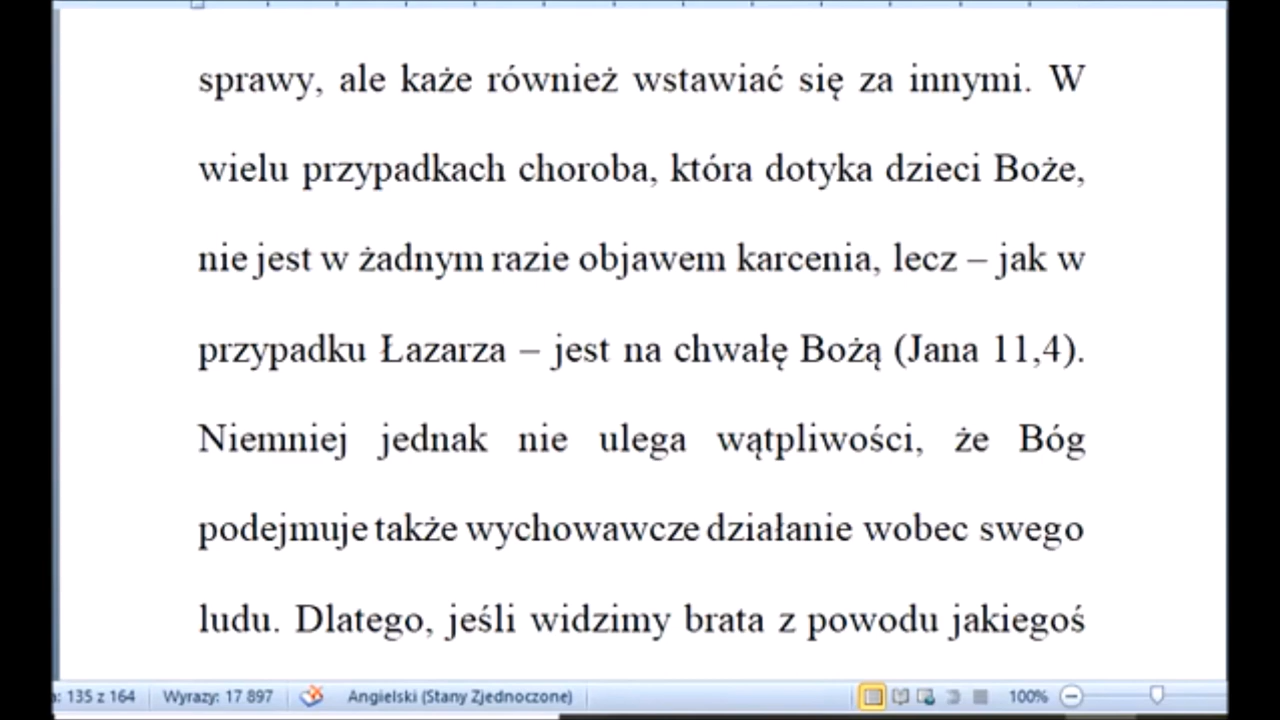 sprawy, ale każe również wstawiać się za innymi. W
wielu przypadkach choroba, która dotyka dzieci Boże,
nie jest w żadnym razie objawem karcenia, lecz – jak w
przypadku Łazarza – jest na chwałę Bożą (Jana 11,4).
Niemniej jednak nie ulega wątpliwości, że Bóg
podejmuje także wychowawcze działanie wobec swego
ludu. Dlatego, jeśli widzimy brata z powodu jakiegoś
: 135 z 164 Wyrazy: 17 897 Angielski (Stany Zjednoczone) 100%